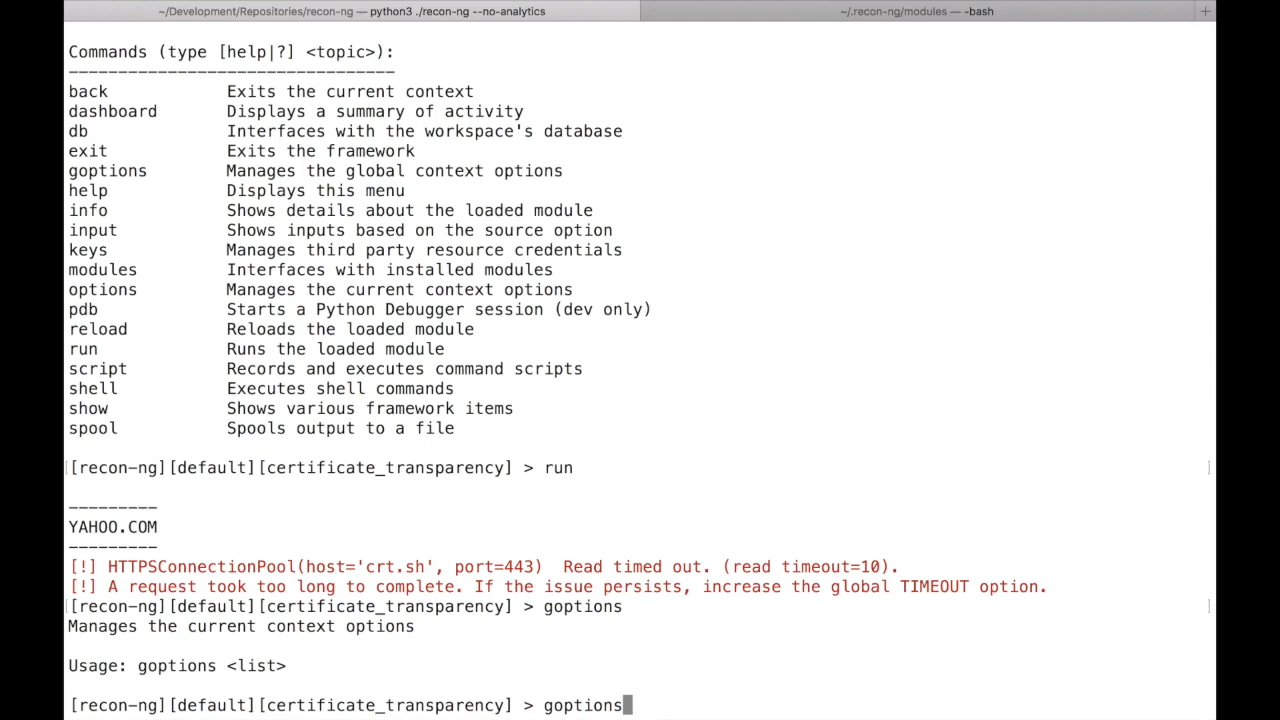 ~/Development/Repositories/recon-ng — python3 ./recon-ng --no-analytics
~/.recon-ng/modules — -bash
Commands (type [help|?] <topic>):
---------------------------------
back Exits the current context
dashboard Displays a summary of activity
db Interfaces with the workspace's database
exit Exits the framework
goptions Manages the global context options
help Displays this menu
info Shows details about the loaded module
input Shows inputs based on the source option
keys Manages third party resource credentials
modules Interfaces with installed modules
options Manages the current context options
pdb Starts a Python Debugger session (dev only)
reload Reloads the loaded module
run Runs the loaded module
script Records and executes command scripts
shell Executes shell commands
show Shows various framework items
spool Spools output to a file
[recon-ng][default][certificate_transparency] > run
---------
YAHOO.COM
---------
[!] HTTPSConnectionPool(host='crt.sh', port=443) Read timed out. (read timeout=10).
[!] A request took too long to complete. If the issue persists, increase the global TIMEOUT option.
[recon-ng][default][certificate_transparency] > goptions
Manages the current context options
Usage: goptions <list>
[recon-ng][default][certificate_transparency] > goptions